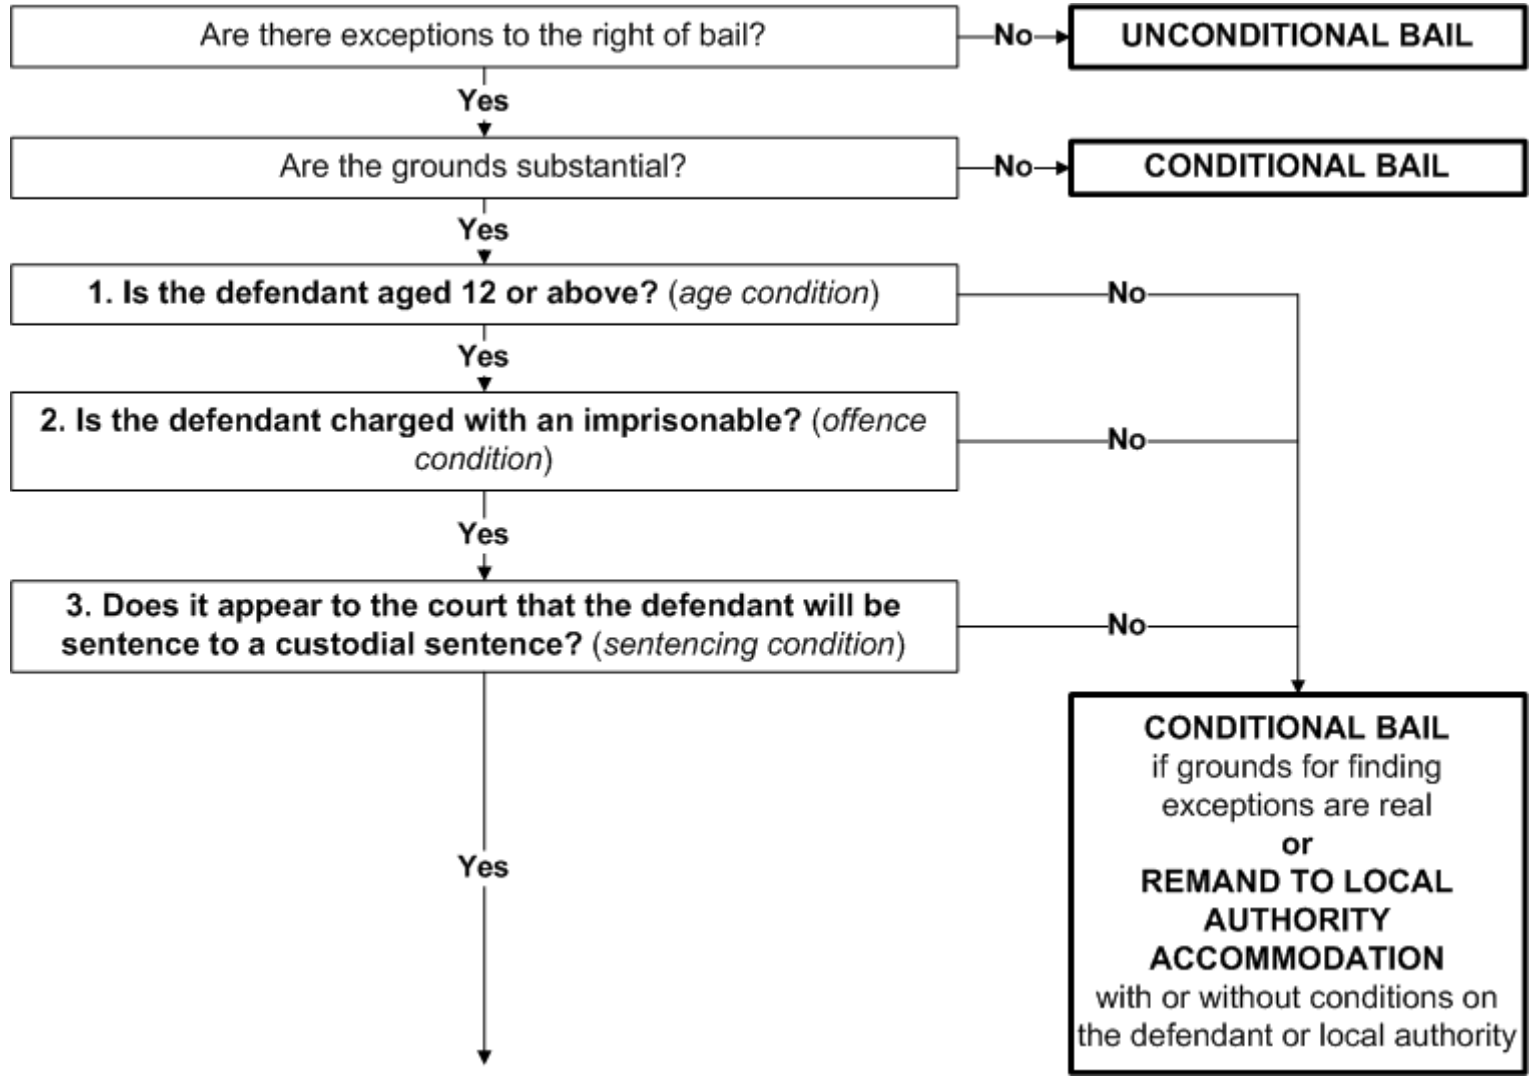 Are there exceptions to the right of bail?
No
UNCONDITIONAL BAIL
Yes
Are the grounds substantial?
No
CONDITIONAL BAIL
Yes
1. Is the defendant aged 12 or above? (age condition)
No
Yes
2. Is the defendant charged with an imprisonable? (offence
condition)
No
Yes
3. Does it appear to the court that the defendant will be
sentence to a custodial sentence? (sentencing condition)
No
Yes
CONDITIONAL BAIL
if grounds for finding
exceptions are real
or
REMAND TO LOCAL
AUTHORITY
ACCOMMODATION
with or without conditions on
the defendant or local authority